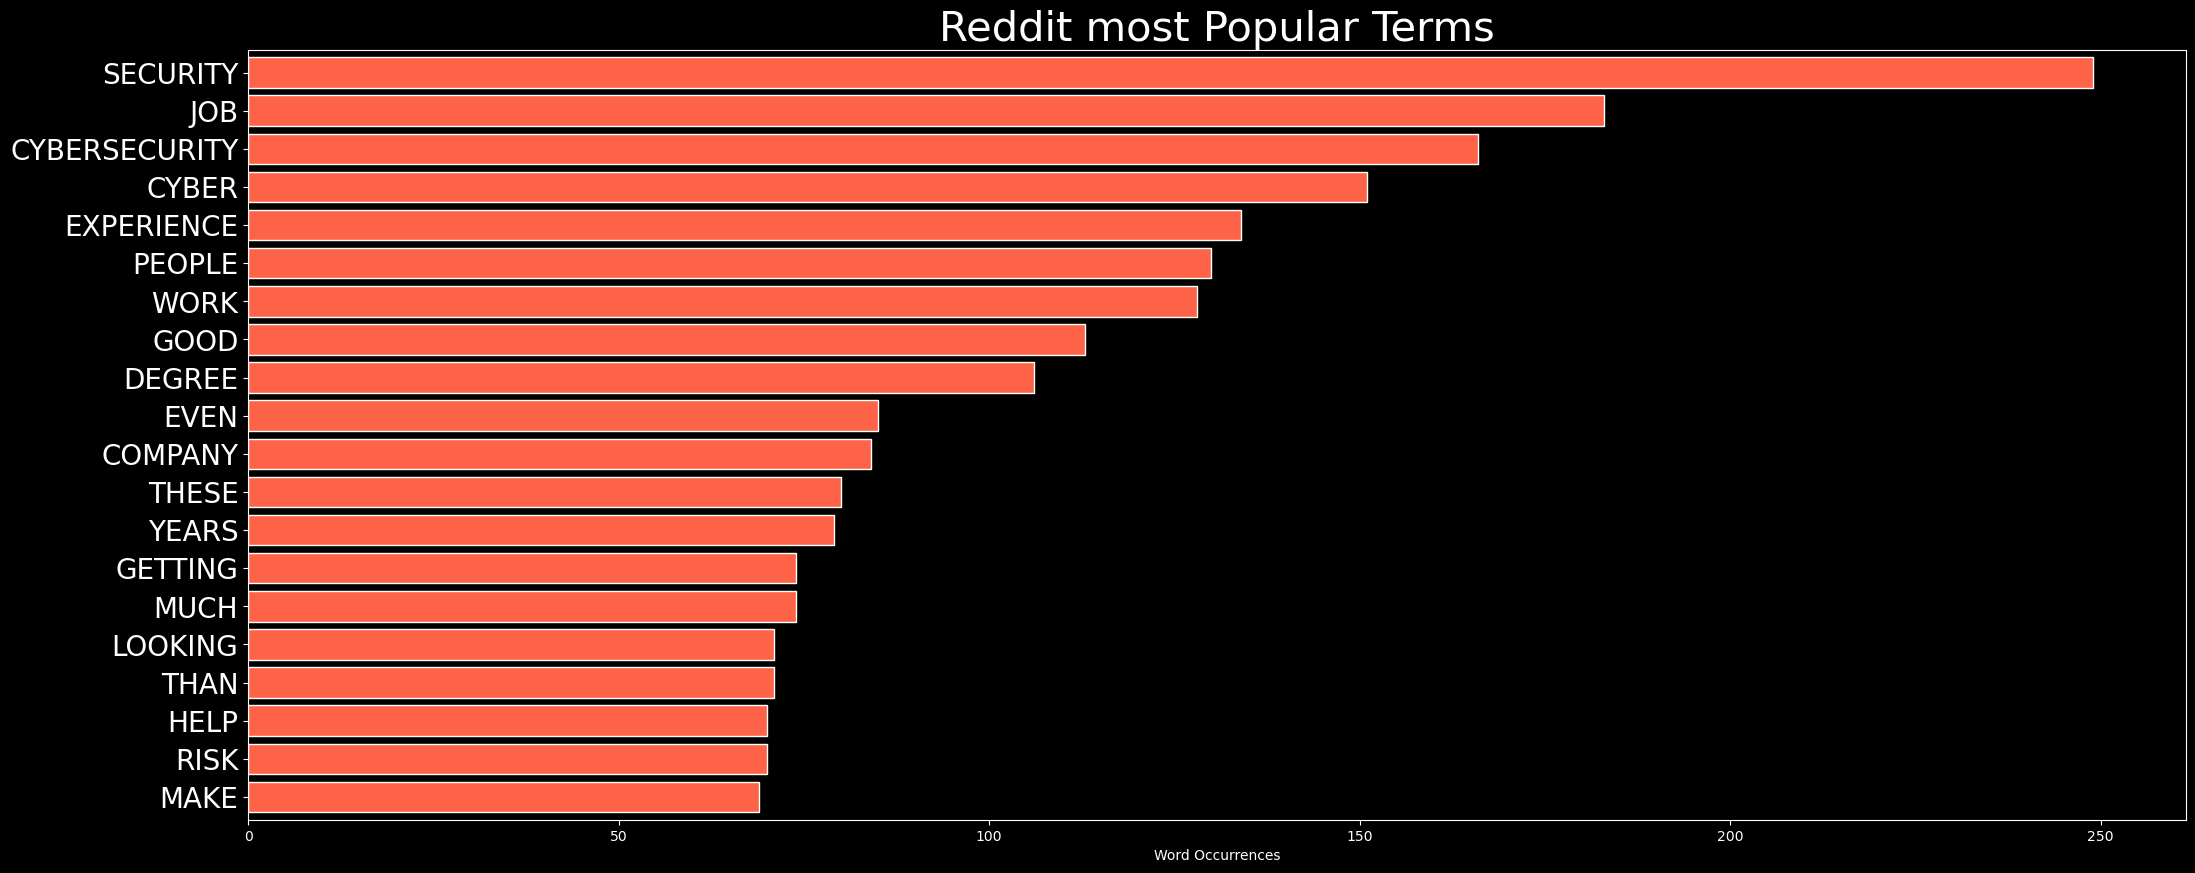 Reddit most Popular Terms
SECURITY
JOB
CYBERSECURITY
CYBER
EXPERIENCE
PEOPLE
WORK
GOOD
DEGREE
EVEN
COMPANY
THESE
YEARS
GETTING
MUCH
LOOKING
THAN
HELP
RISK
MAKE
0 50 100 150 200 250
Word Occurrences